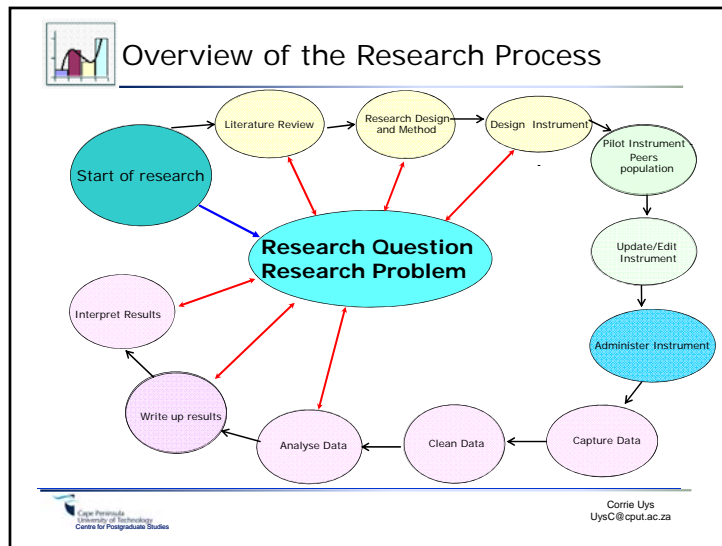 Overview of the Research Process
Start of research
Literature Review
Research Design
and Method
Design Instrument
-
Pilot Instrument -
Peers
population
Update/Edit
Instrument
Administer Instrument
Capture Data
Clean Data
Analyse Data
Write up results
Interpret Results
Research Question
Research Problem
Cape Peninsula
University of Technology
Centre for Postgraduate Studies
Corrie Uys
UysC@cput.ac.za